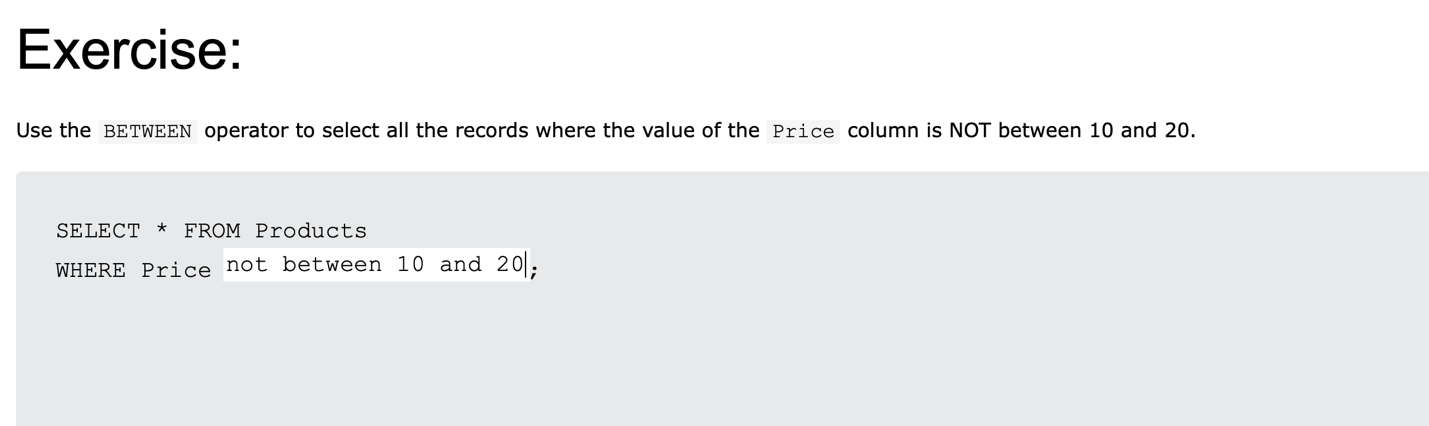 Exercise:
Use the BETWEEN operator to select all the records where the value of the Price column is NOT between 10 and 20.
SELECT * FROM Products
WHERE Price not between 10 and 20;